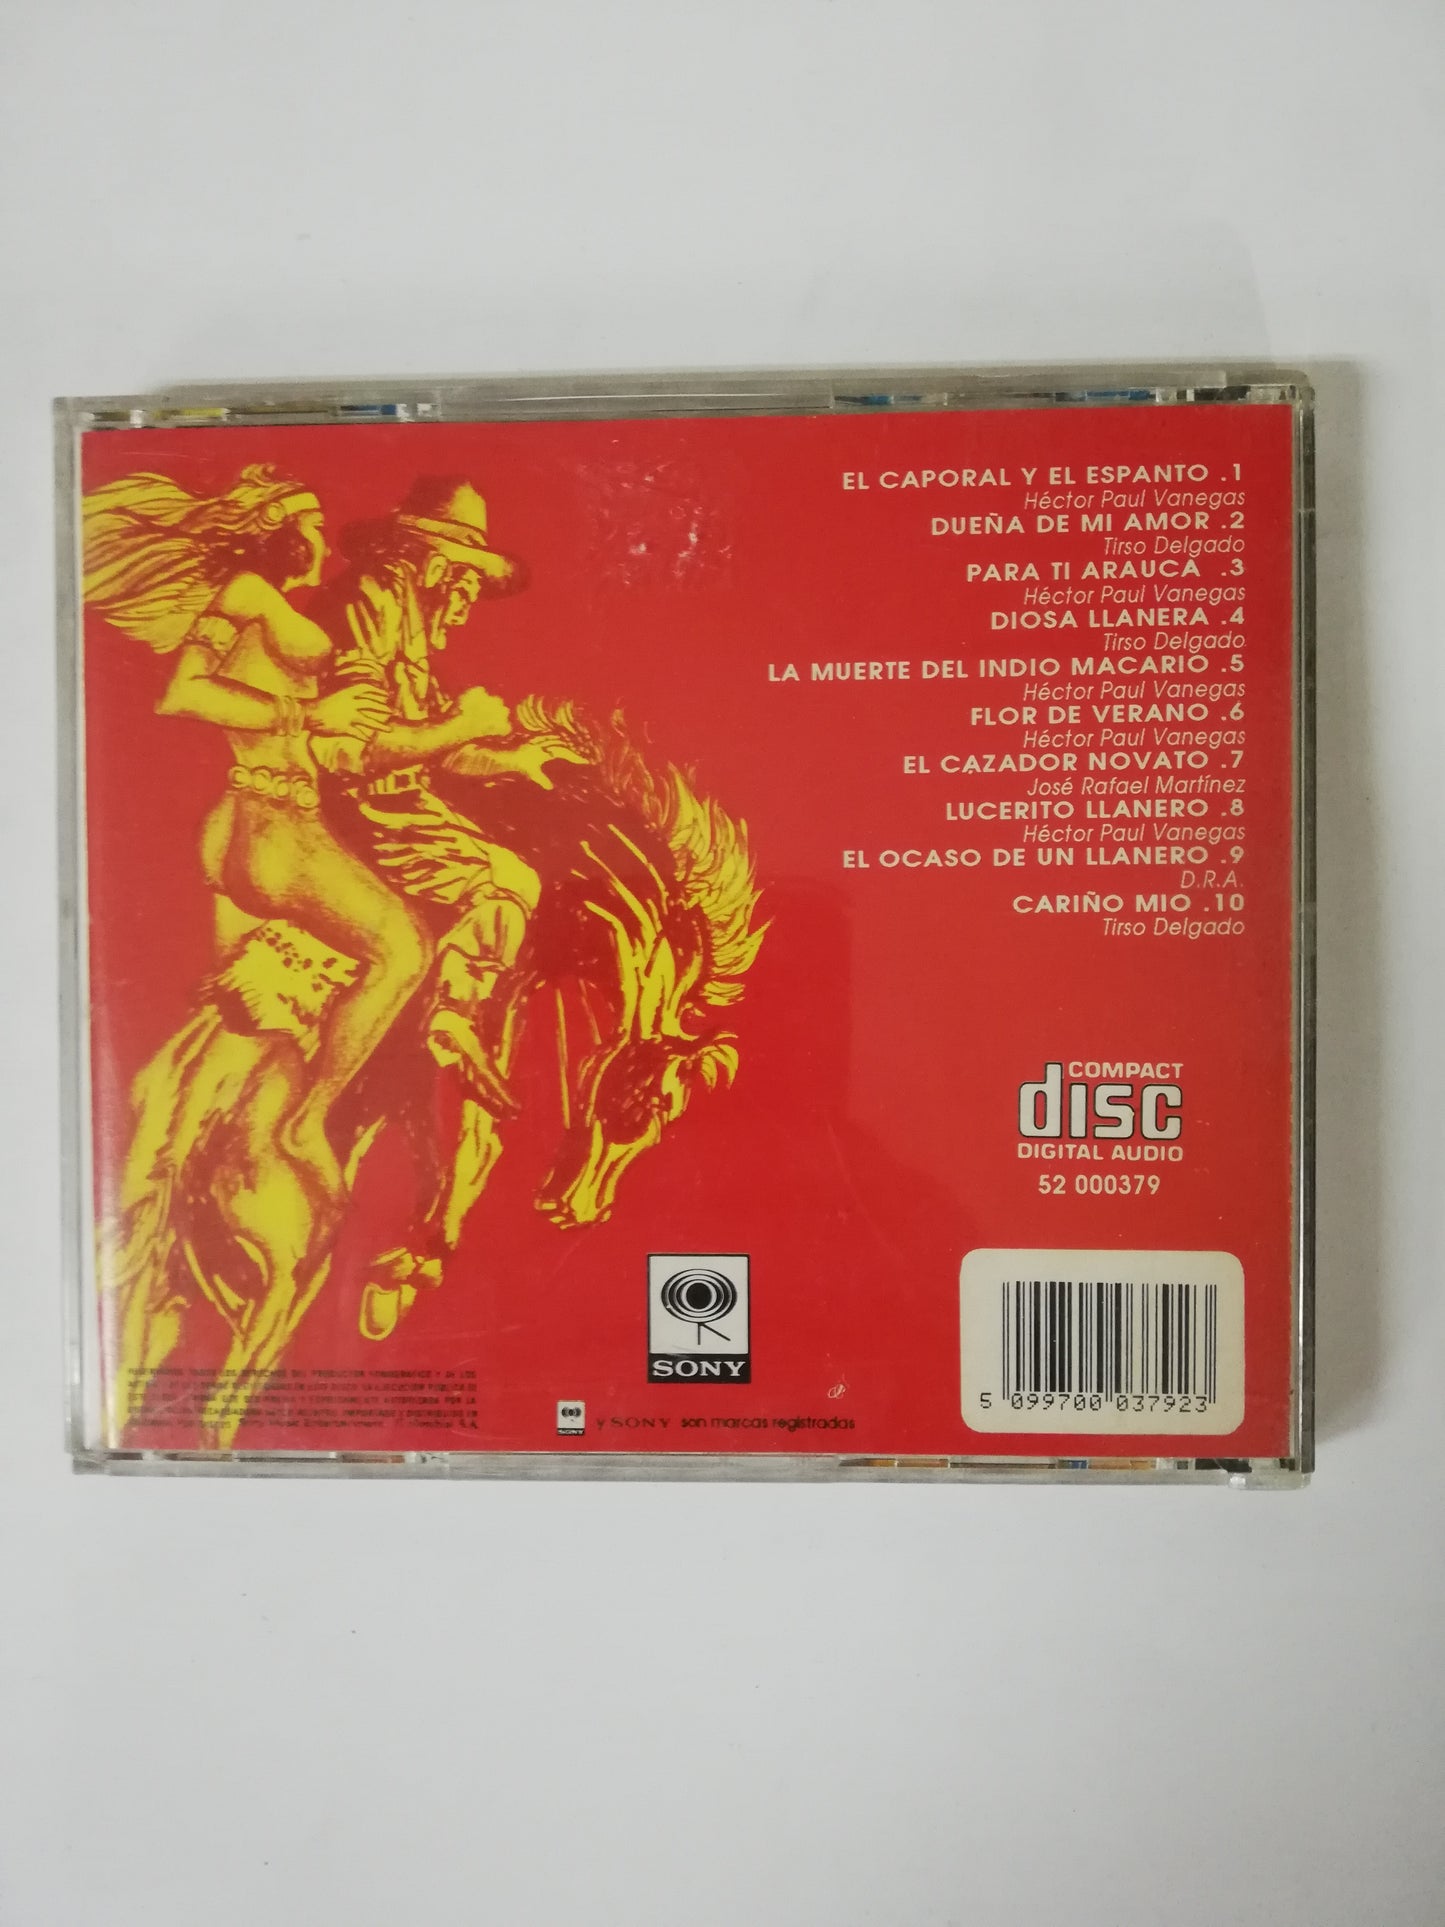 EL CAPORAL Y EL ESPANTO .1
Héctor Paul Vanegas
DUEÑA DE MI AMOR .2
Tirso Delgado
PARA TI ARAUCA .3
Héctor Paul Vanegas
DIOSA LLANERA .4
Tirso Delgado
LA MUERTE DEL INDIO MACARIO .5
Héctor Paul Vanegas
FLOR DE VERANO .6
Héctor Paul Vanegas
EL CAZADOR NOVATO .7
José Rafael Martínez
LUCERITO LLANERO .8
Héctor Paul Vanegas
EL OCASO DE UN LLANERO .9
D.R.A.
CARIÑO MIO .10
Tirso Delgado
COMPACT
disc
DIGITAL AUDIO
52 000379
SONY
SONY
y SONY son marcas registradas
5 099700 037923